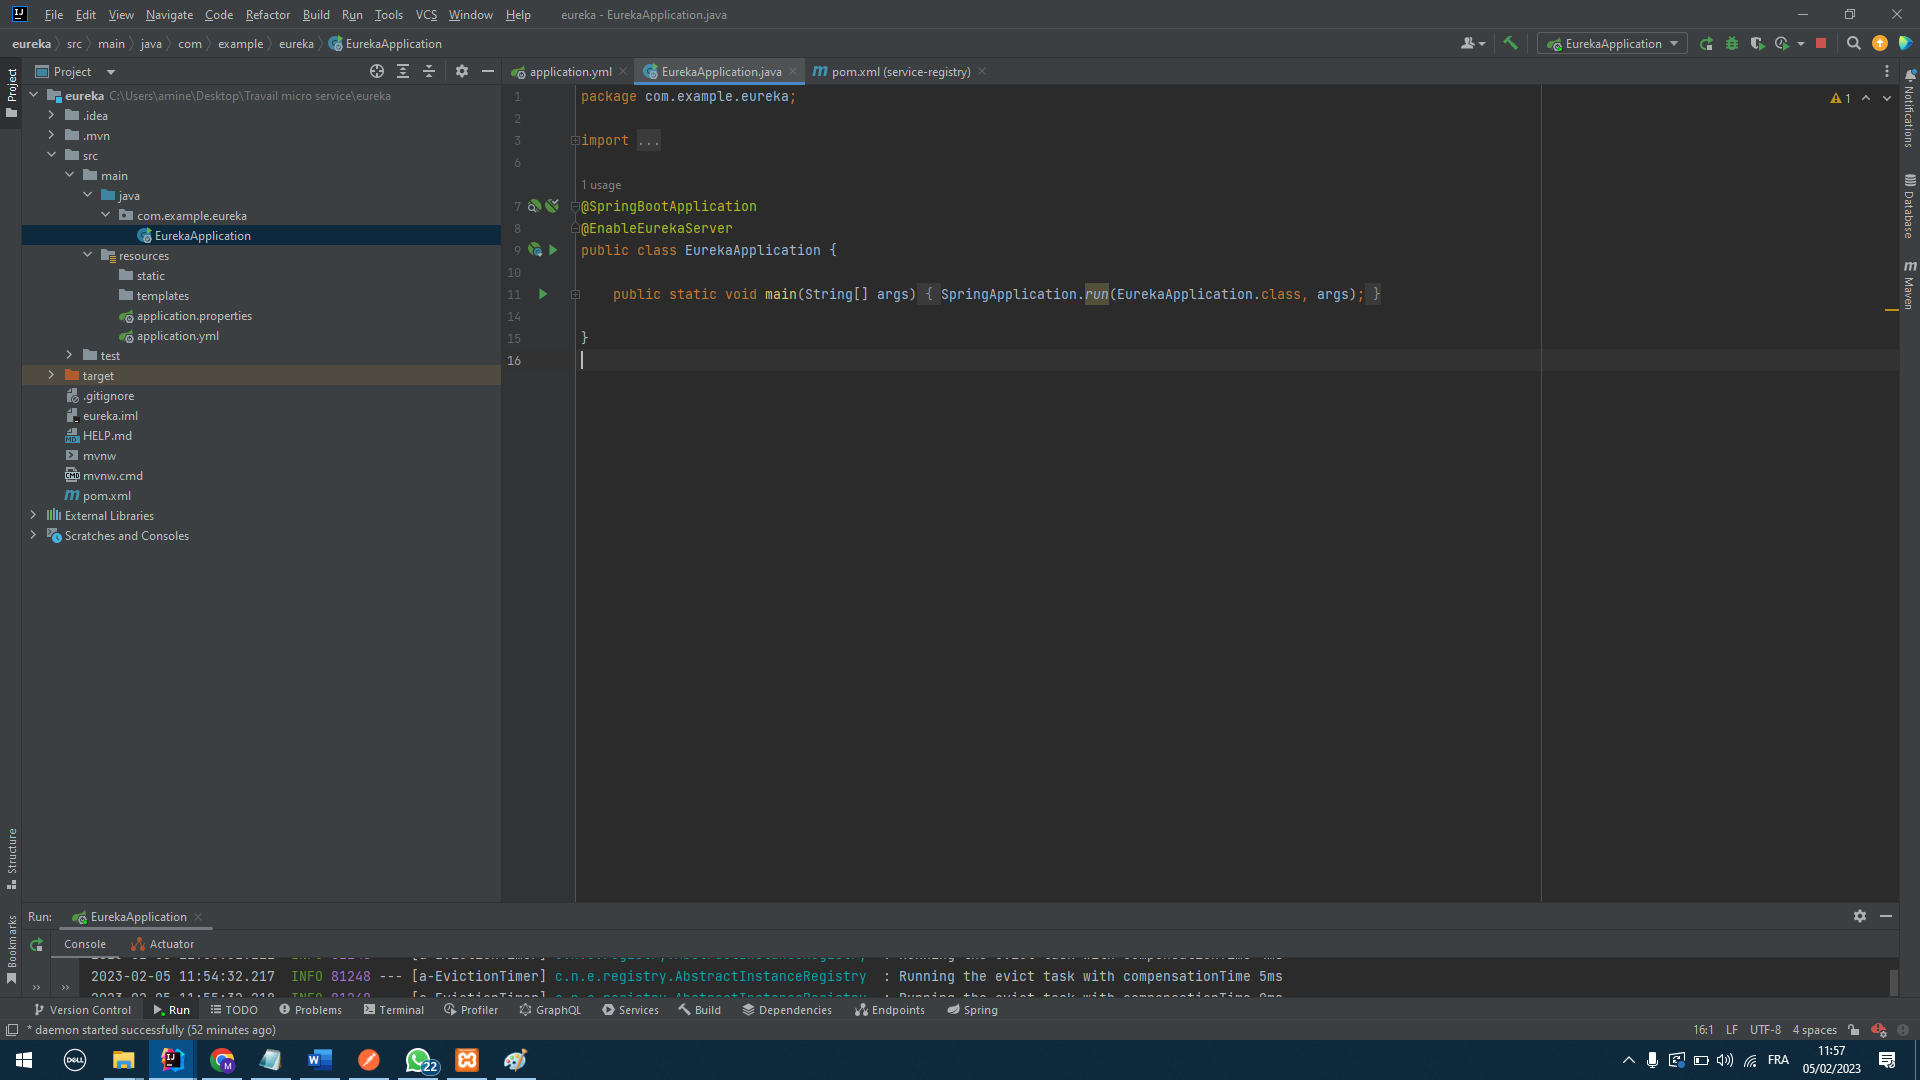 File Edit View Navigate Code Refactor Build Run Tools VCS Window Help eureka - EurekaApplication.java
eureka src main java com example eureka EurekaApplication
EurekaApplication
Project
application.yml EurekaApplication.java pom.xml (service-registry)
Project
Notifications
Database
Maven
Structure
Bookmarks
eureka C:\Users\amine\Desktop\Travail micro service\eureka
.idea
.mvn
src
main
java
com.example.eureka
EurekaApplication
resources
static
templates
application.properties
application.yml
test
target
.gitignore
eureka.iml
HELP.md
mvnw
mvnw.cmd
pom.xml
External Libraries
Scratches and Consoles
1 package com.example.eureka;
1
2
3 import ...
6
1 usage
7 @SpringBootApplication
8 @EnableEurekaServer
9 public class EurekaApplication {
10
11 public static void main(String[] args) { SpringApplication.run(EurekaApplication.class, args); }
14
15 }
16
Run: EurekaApplication
Console Actuator
2023-02-05 11:54:32.217 INFO 81248 --- [a-EvictionTimer] c.n.e.registry.AbstractInstanceRegistry : Running the evict task with compensationTime 5ms
Version Control Run TODO Problems Terminal Profiler GraphQL Services Build Dependencies Endpoints Spring
* daemon started successfully (52 minutes ago) 16:1 LF UTF-8 4 spaces
DELL
22
FRA
11:57
05/02/2023